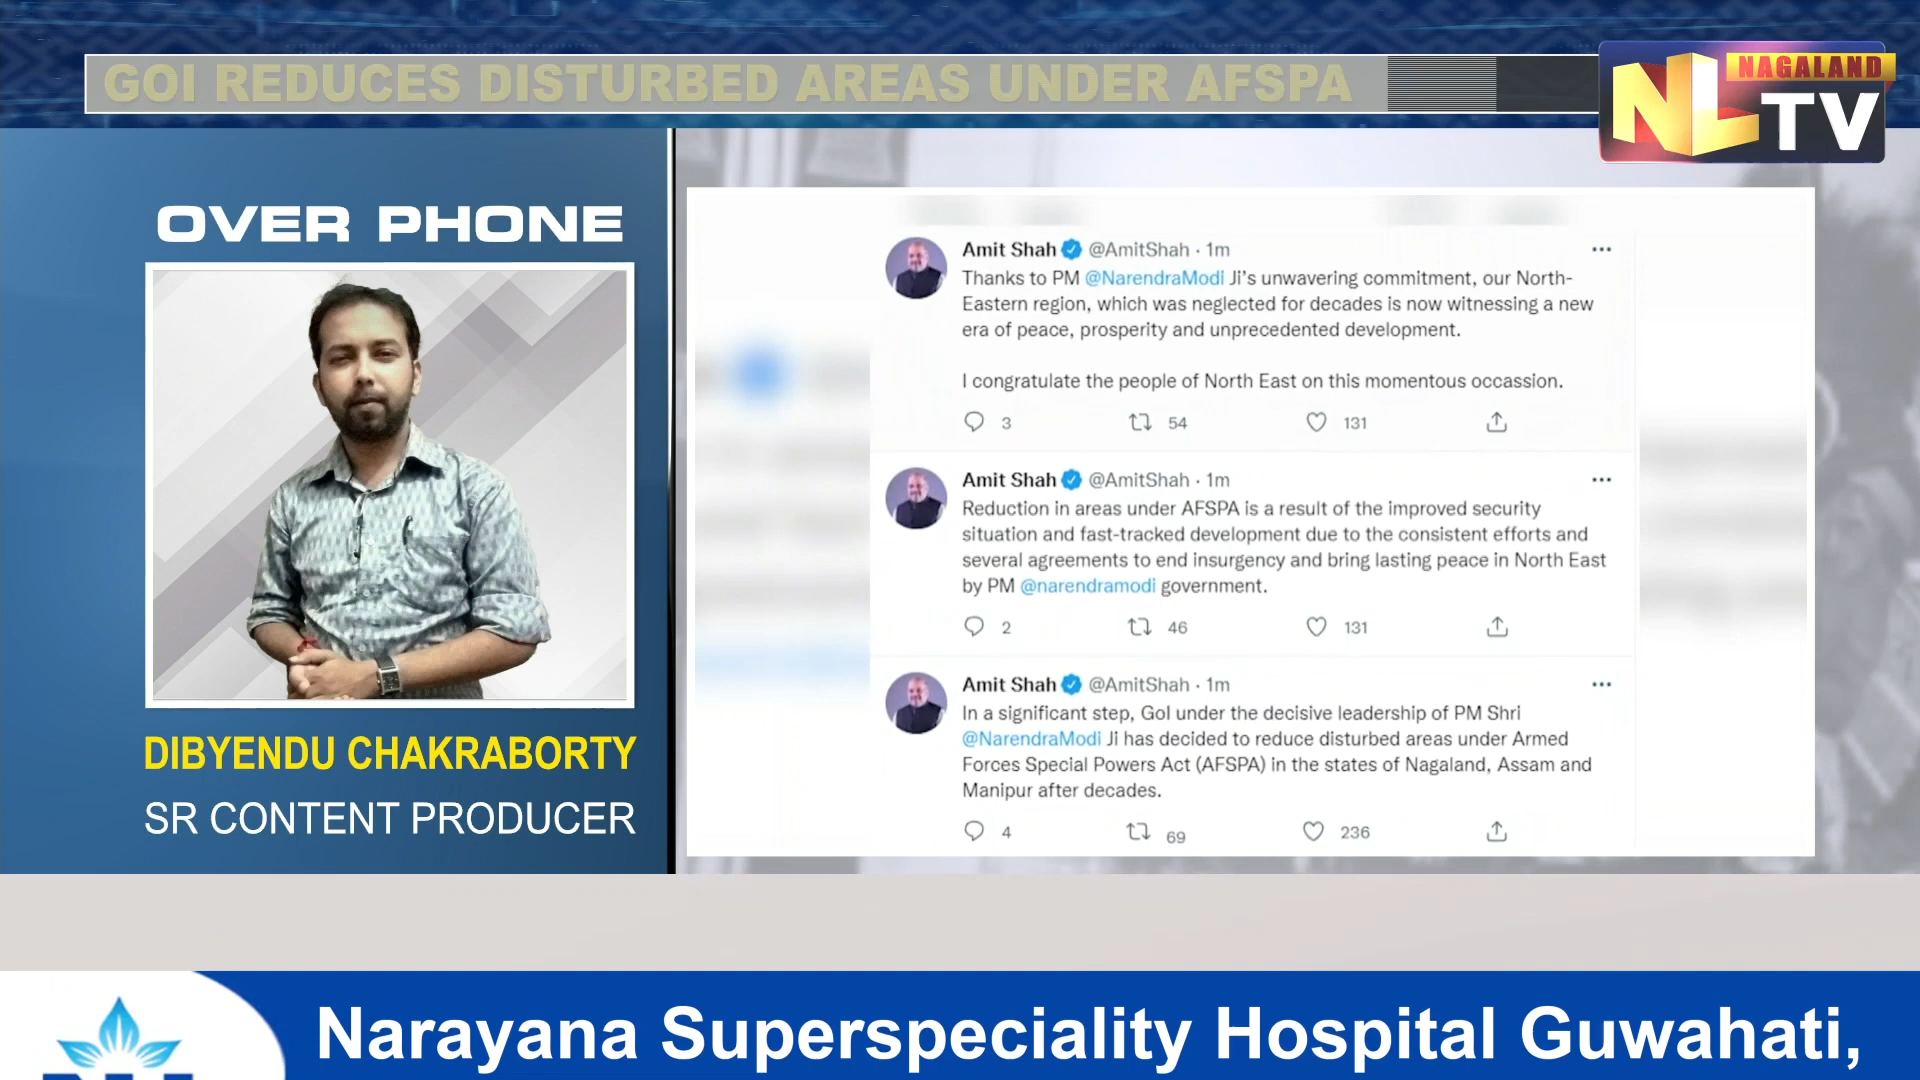 GOI REDUCES DISTURBED AREAS UNDER AFSPA
NAGALAND
NL TV
OVER PHONE
DIBYENDU CHAKRABORTY
SR CONTENT PRODUCER
Amit Shah @AmitShah · 1m
Thanks to PM @NarendraModi Ji's unwavering commitment, our North-
Eastern region, which was neglected for decades is now witnessing a new
era of peace, prosperity and unprecedented development.
I congratulate the people of North East on this momentous occassion.
3 54 131
Amit Shah @AmitShah · 1m
Reduction in areas under AFSPA is a result of the improved security
situation and fast-tracked development due to the consistent efforts and
several agreements to end insurgency and bring lasting peace in North East
by PM @narendramodi government.
2 46 131
Amit Shah @AmitShah · 1m
In a significant step, GoI under the decisive leadership of PM Shri
@NarendraModi Ji has decided to reduce disturbed areas under Armed
Forces Special Powers Act (AFSPA) in the states of Nagaland, Assam and
Manipur after decades.
4 69 236
Narayana Superspeciality Hospital Guwahati,